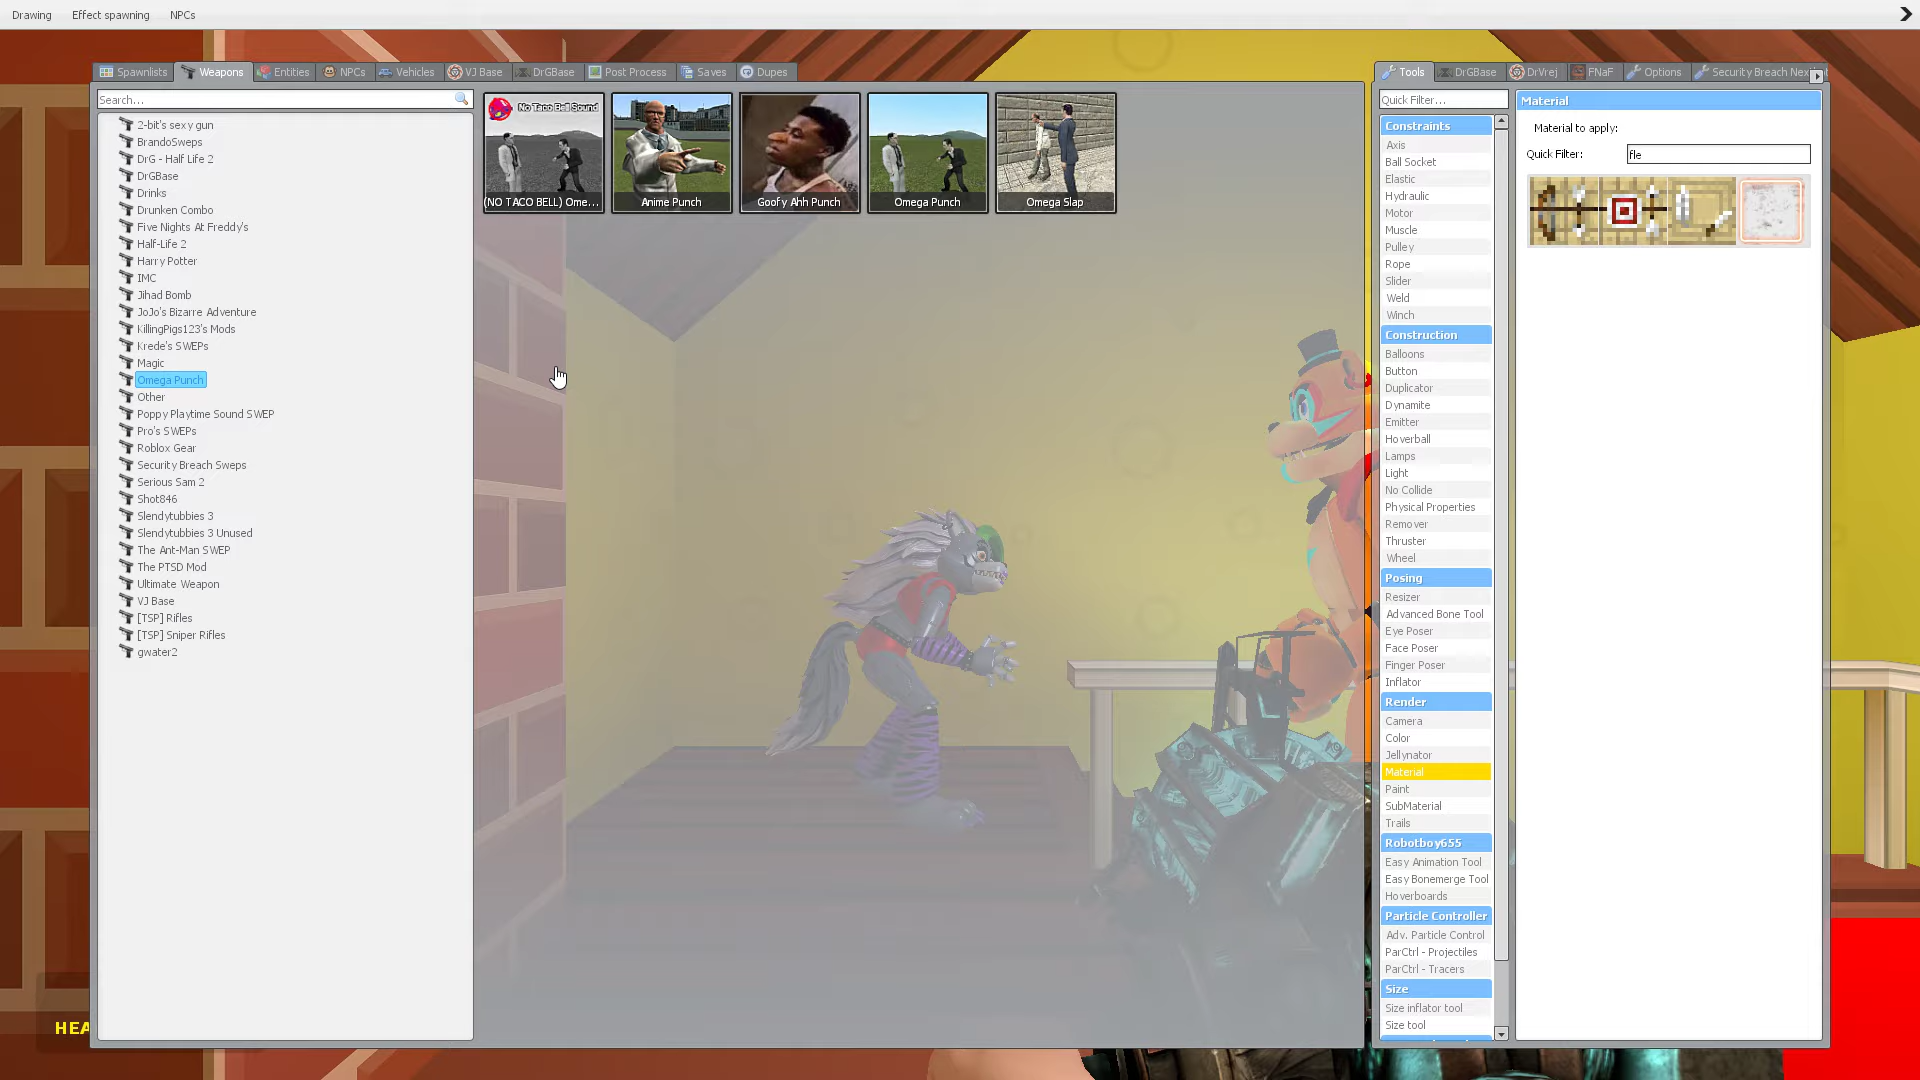 Drawing Effect spawning NPCs
Spawnlists Weapons Entities NPCs Vehicles VJ Base DrGBase Post Process Saves Dupes
Search...
2-bit's sexy gun
BrandoSweps
DrG - Half Life 2
DrGBase
Drinks
Drunken Combo
Five Nights At Freddy's
Half-Life 2
Harry Potter
IMC
Jihad Bomb
JoJo's Bizarre Adventure
KillingPigs123's Mods
Krede's SWEPs
Magic
Omega Punch
Other
Poppy Playtime Sound SWEP
Pro's SWEPs
Roblox Gear
Security Breach Sweps
Serious Sam 2
Shot846
Slendytubbies 3
Slendytubbies 3 Unused
The Ant-Man SWEP
The PTSD Mod
Ultimate Weapon
VJ Base
[TSP] Rifles
[TSP] Sniper Rifles
gwater2
HEA
No Taco Bell Sound
(NO TACO BELL) Ome...
Anime Punch
Goofy Ahh Punch
Omega Punch
Omega Slap
Tools DrGBase DrVrej FNaF Options Security Breach Nex
Quick Filter...
Constraints
Axis
Ball Socket
Elastic
Hydraulic
Motor
Muscle
Pulley
Rope
Slider
Weld
Winch
Construction
Balloons
Button
Duplicator
Dynamite
Emitter
Hoverball
Lamps
Light
No Collide
Physical Properties
Remover
Thruster
Wheel
Posing
Resizer
Advanced Bone Tool
Eye Poser
Face Poser
Finger Poser
Inflator
Render
Camera
Color
Jellynator
Material
Paint
SubMaterial
Trails
Robotboy655
Easy Animation Tool
Easy Bonemerge Tool
Hoverboards
Particle Controller
Adv. Particle Control
ParCtrl - Projectiles
ParCtrl - Tracers
Size
Size inflator tool
Size tool
Material
Material to apply:
Quick Filter: fle